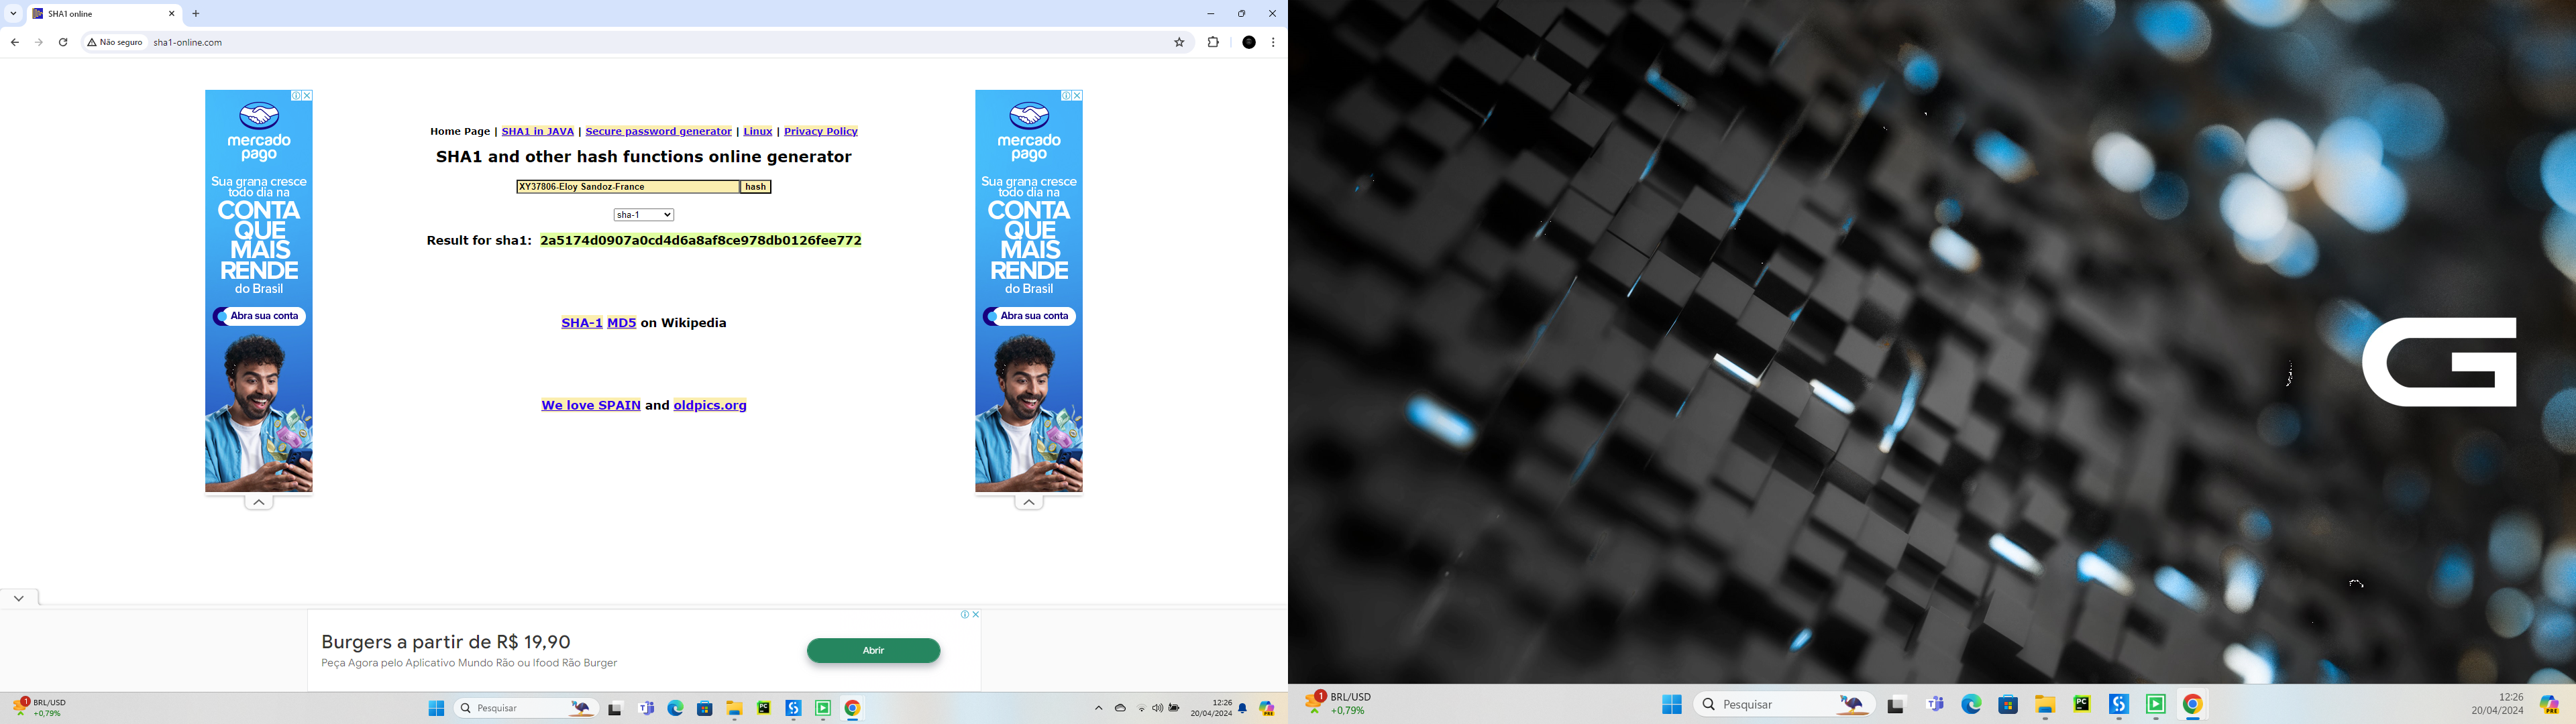 SHA1 online
Não seguro
sha1-online.com
mercado
pago
Sua grana cresce
todo dia na
CONTA
QUE
MAIS
RENDE
do Brasil
Abra sua conta
Home Page | SHA1 in JAVA | Secure password generator | Linux | Privacy Policy
SHA1 and other hash functions online generator
XY37806-Eloy Sandoz-France hash
sha-1
Result for sha1: 2a5174d0907a0cd4d6a8af8ce978db0126fee772
SHA-1 MD5 on Wikipedia
We love SPAIN and oldpics.org
mercado
pago
Sua grana cresce
todo dia na
CONTA
QUE
MAIS
RENDE
do Brasil
Abra sua conta
Burgers a partir de R$ 19,90
Peça Agora pelo Aplicativo Mundo Rão ou Ifood Rão Burger
Abrir
1
BRL/USD
+0,79%
Pesquisar
PC
PRE
12:26
20/04/2024
G
1
BRL/USD
+0,79%
Pesquisar
PC
12:26
20/04/2024
PRE